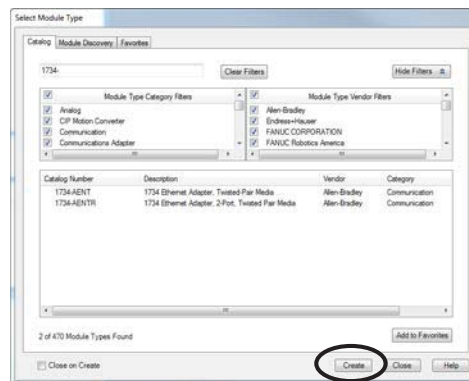 Select Module Type
Catalog Module Discovery Favorites
1734-
Clear Filters
Hide Filters
Module Type Category Filters
Module Type Vendor Filters
Analog
Allen-Bradley
CIP Motion Converter
Endress+Hauser
Communication
FANUC CORPORATION
Communications Adapter
FANUC Robotics America
Catalog Number Description Vendor Category
1734-AENT 1734 Ethernet Adapter, Twisted-Pair Media Allen-Bradley Communication
1734-AENTR 1734 Ethernet Adapter, 2-Port, Twisted Pair Media Allen-Bradley Communication
2 of 470 Module Types Found
Add to Favorites
Close on Create
Create Close Help